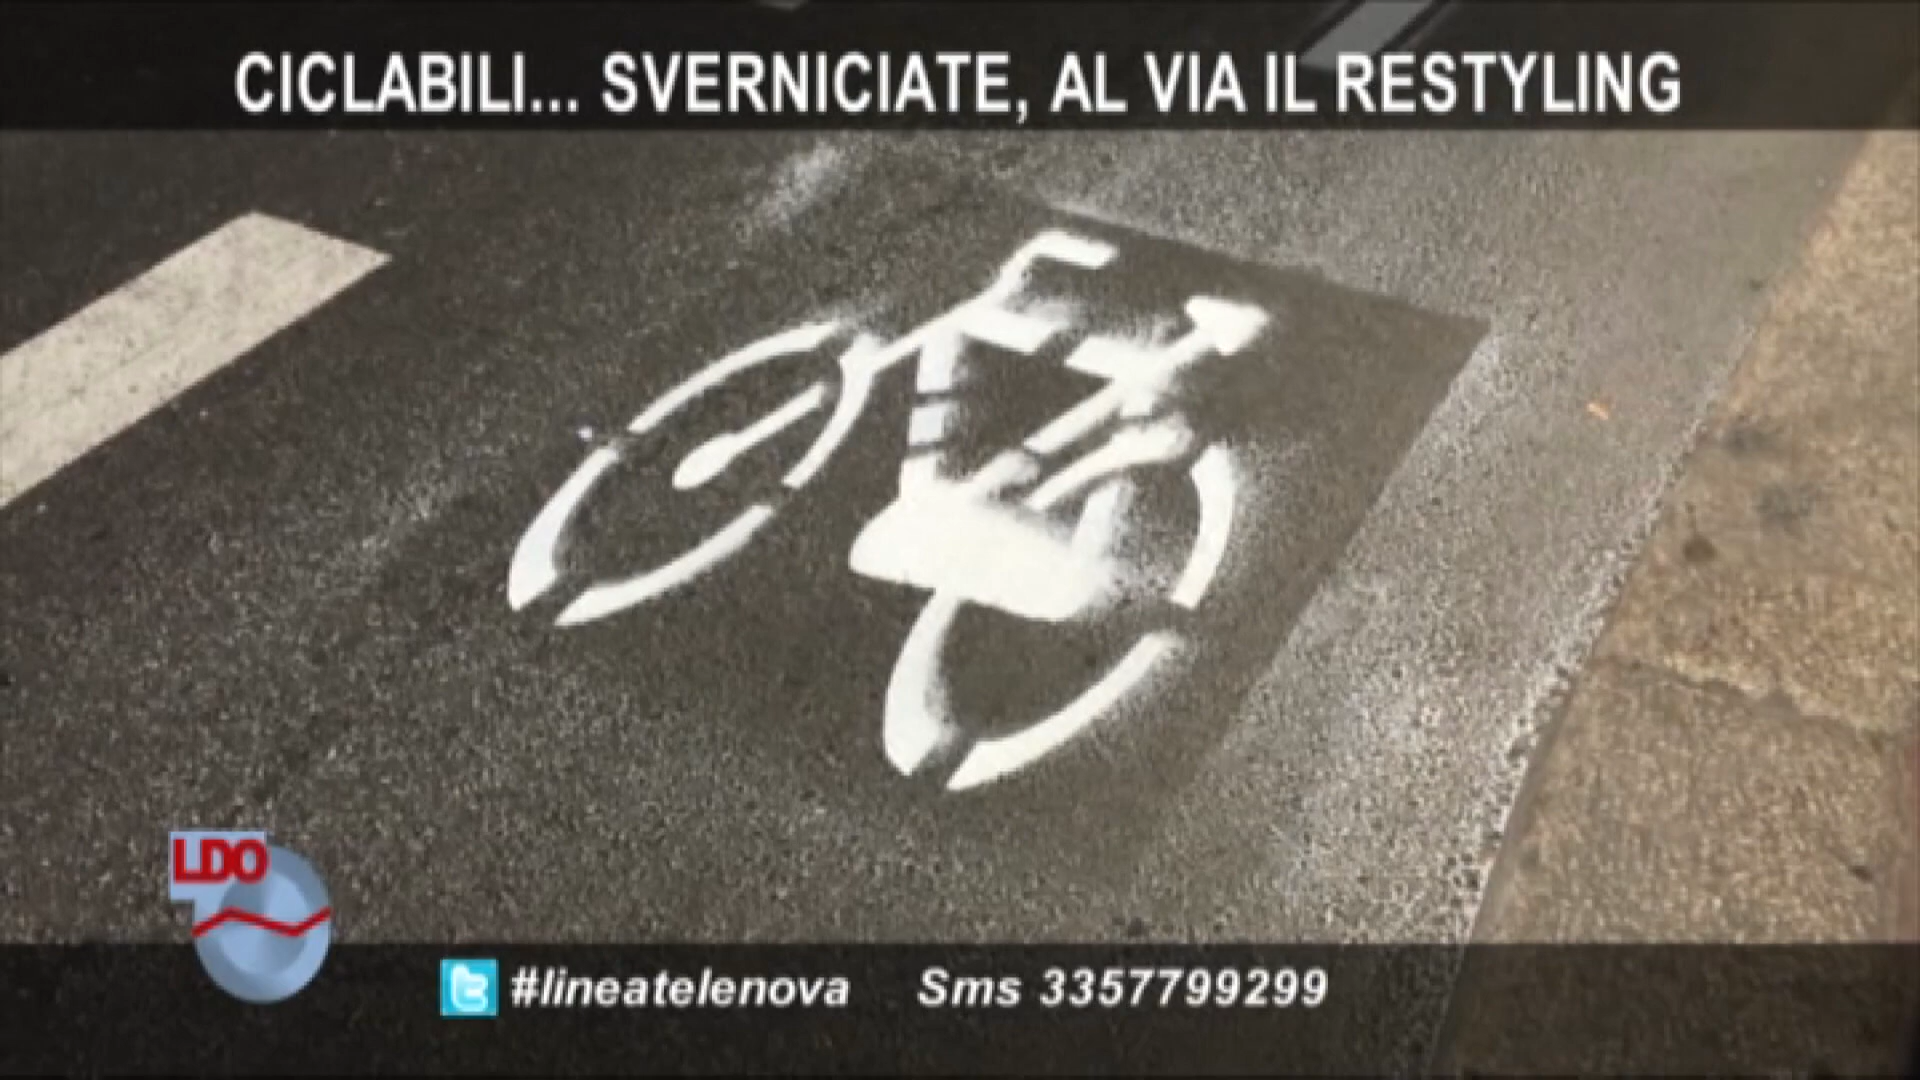 CICLABILI... SVERNICIATE, AL VIA IL RESTYLING
LDO
#lineatelenova Sms 3357799299